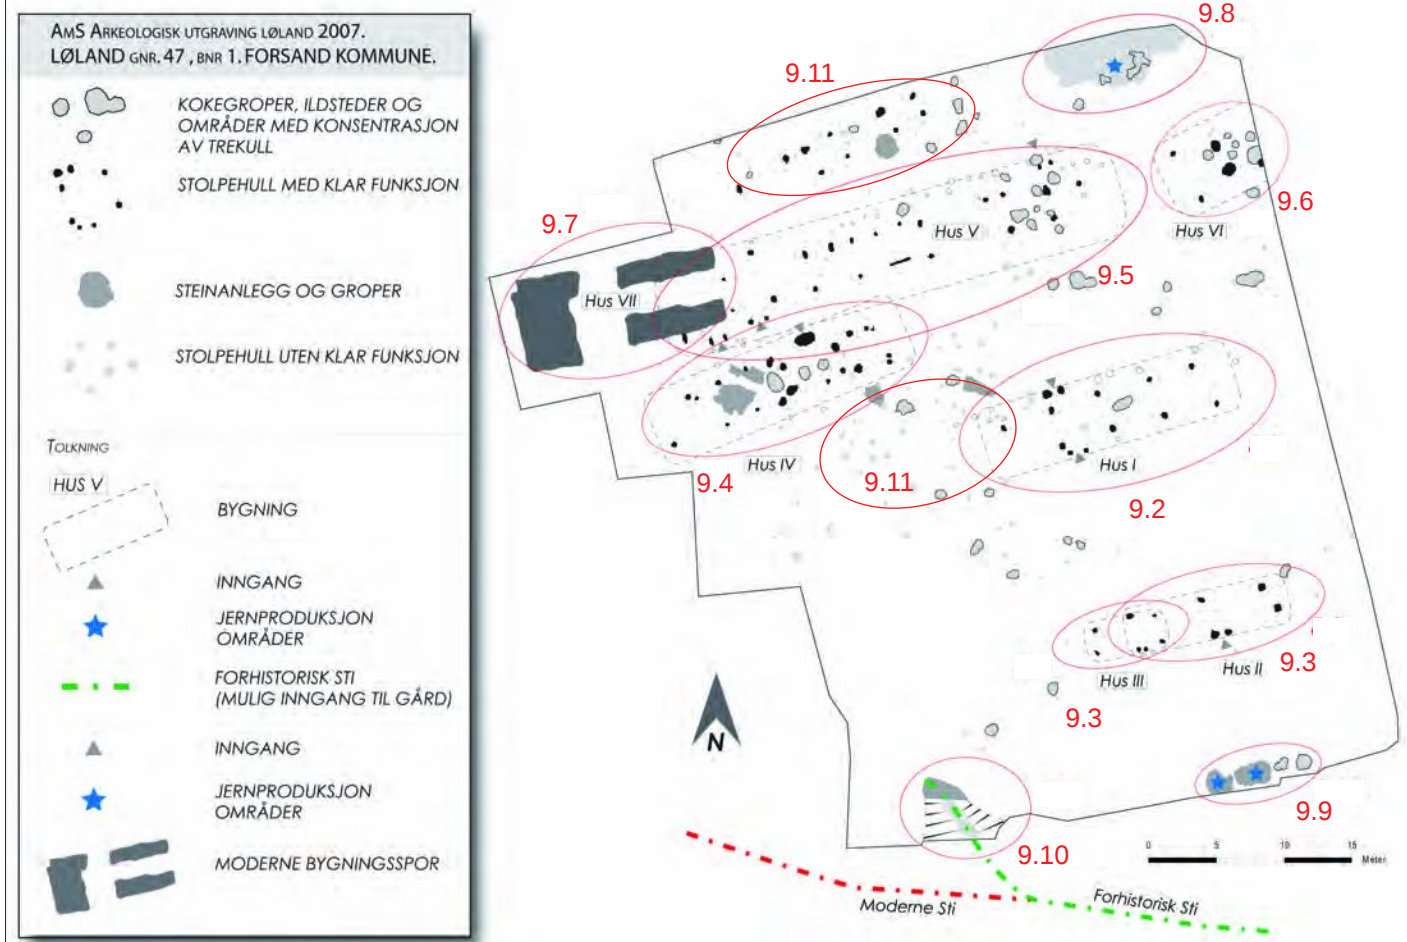 AmS Arkeologisk utgraving Løland 2007.
LØLAND GNR. 47 , BNR 1. FORSAND KOMMUNE.
KOKEGROPER, ILDSTEDER OG
OMRÅDER MED KONSENTRASJON
AV TREKULL
STOLPEHULL MED KLAR FUNKSJON
STEINANLEGG OG GROPER
STOLPEHULL UTEN KLAR FUNKSJON
TOLKNING
HUS V
BYGNING
INNGANG
JERNPRODUKSJON
OMRÅDER
FORHISTORISK STI
(MULIG INNGANG TIL GÅRD)
INNGANG
JERNPRODUKSJON
OMRÅDER
MODERNE BYGNINGSSPOR
9.8
9.11
9.6
9.7
Hus V
Hus VI
9.5
Hus VII
Hus IV
9.4
9.11
Hus I
9.2
Hus III
Hus II
9.3
9.3
N
9.9
9.10
0 5 10 15
Meter
Moderne Sti
Forhistorisk Sti